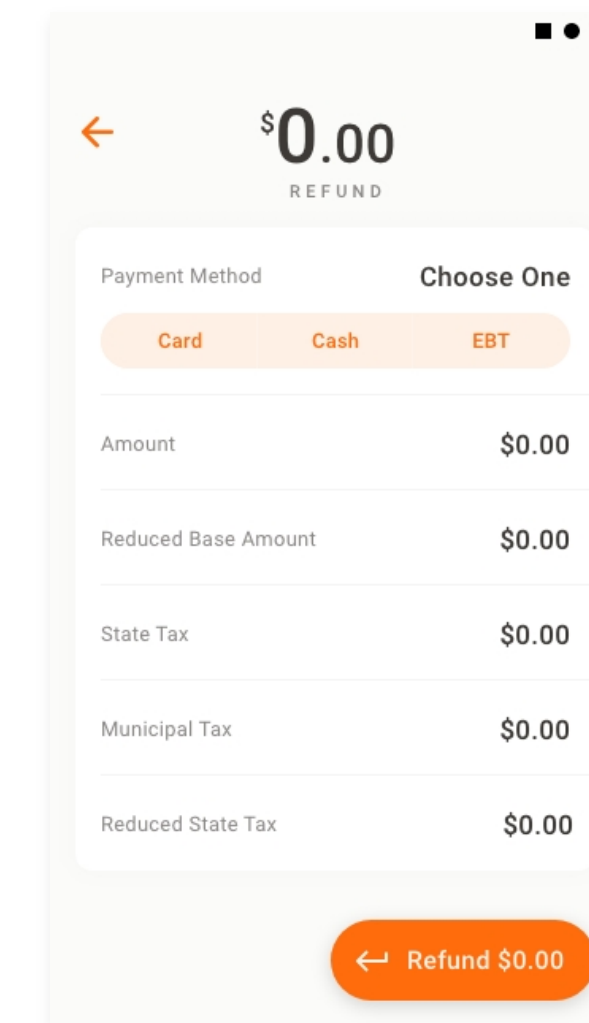 $0.00
REFUND
Payment Method Choose One
Card Cash EBT
Amount $0.00
Reduced Base Amount $0.00
State Tax $0.00
Municipal Tax $0.00
Reduced State Tax $0.00
Refund $0.00